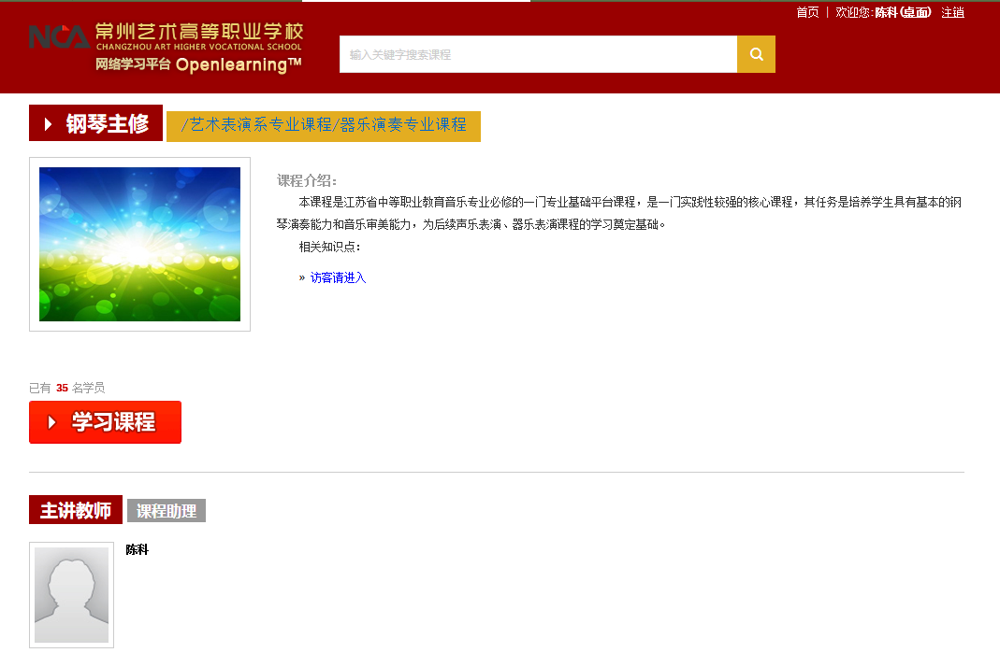 首页 | 欢迎您:陈科(桌面) 注销
NCA 常州艺术高等职业学校
CHANGZHOU ART HIGHER VOCATIONAL SCHOOL
网络学习平台 Openlearning™
输入关键字搜索课程
钢琴主修 /艺术表演系专业课程/器乐演奏专业课程
课程介绍：
本课程是江苏省中等职业教育音乐专业必修的一门专业基础平台课程，是一门实践性较强的核心课程，其任务是培养学生具有基本的钢
琴演奏能力和音乐审美能力，为后续声乐表演、器乐表演课程的学习奠定基础。
相关知识点：
» 访客请进入
已有 35 名学员
学习课程
主讲教师 课程助理
陈科